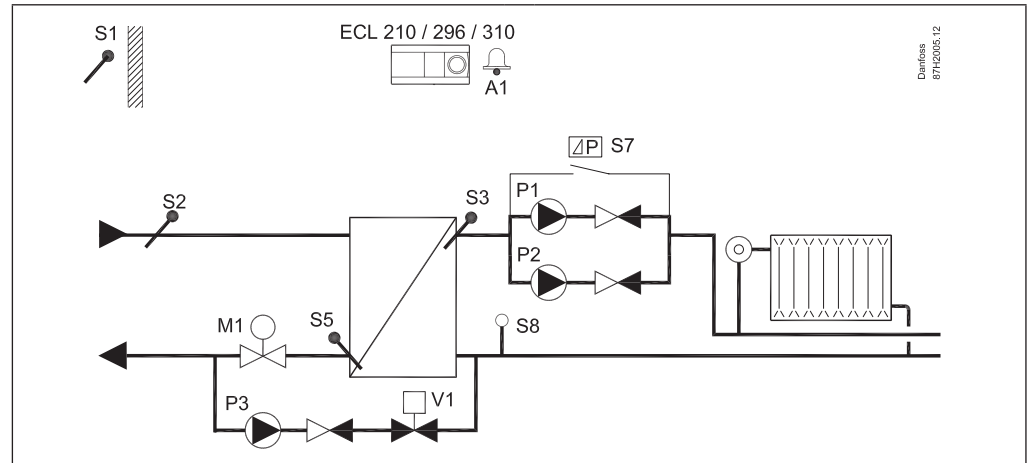 S1
ECL 210 / 296 / 310
A1
Danfoss
87H2005.12
⊿P S7
P1
S2
S3
P2
M1
S5
S8
P3
V1